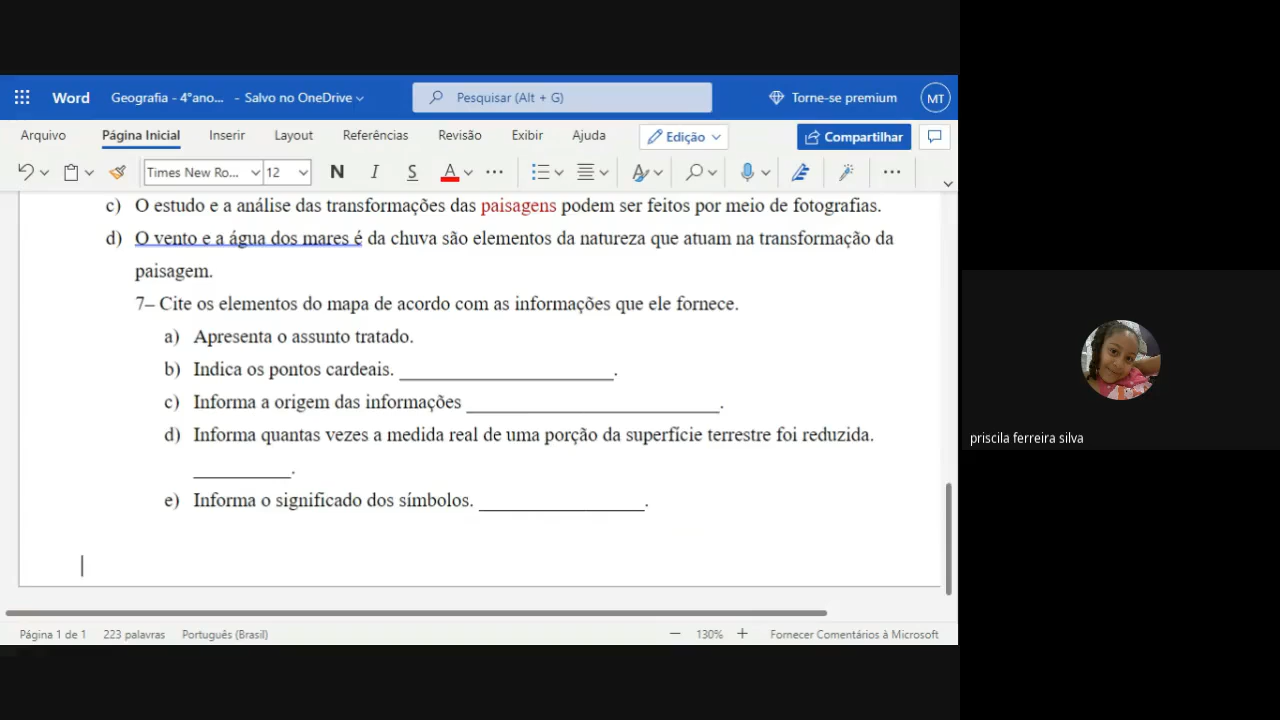 Word Geografia - 4°ano... - Salvo no OneDrive Pesquisar (Alt + G) Torne-se premium MT
Arquivo Página Inicial Inserir Layout Referências Revisão Exibir Ajuda Edição Compartilhar
Times New Ro... 12 N I S A ...
c) O estudo e a análise das transformações das paisagens podem ser feitos por meio de fotografias.
d) O vento e a água dos mares é da chuva são elementos da natureza que atuam na transformação da
paisagem.
7– Cite os elementos do mapa de acordo com as informações que ele fornece.
a) Apresenta o assunto tratado.
b) Indica os pontos cardeais. ______________________.
c) Informa a origem das informações __________________________.
d) Informa quantas vezes a medida real de uma porção da superfície terrestre foi reduzida.
__________.
e) Informa o significado dos símbolos. _________________.
Página 1 de 1 223 palavras Português (Brasil) 130% Fornecer Comentários à Microsoft
priscila ferreira silva